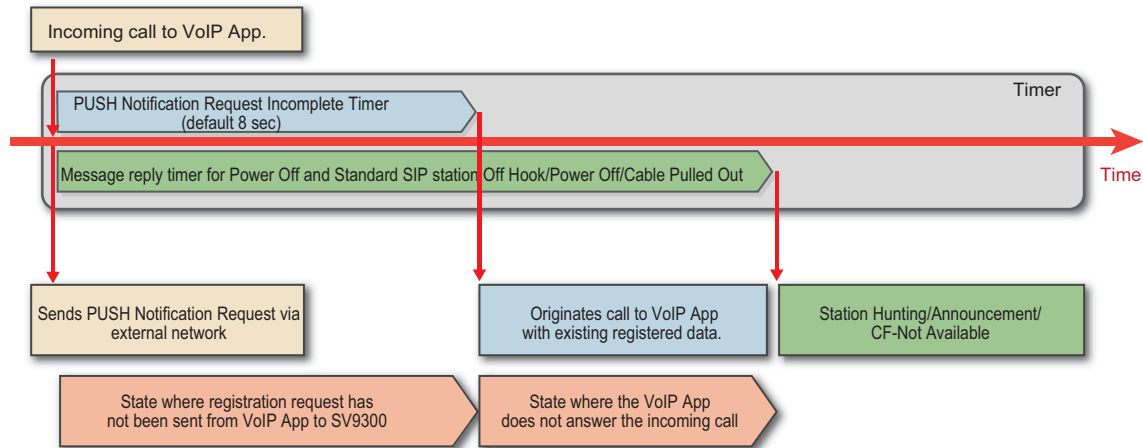 Incoming call to VoIP App.
Timer
PUSH Notification Request Incomplete Timer
(default 8 sec)
Message reply timer for Power Off and Standard SIP station Off Hook/Power Off/Cable Pulled Out
Time
Sends PUSH Notification Request via
external network
Originates call to VoIP App
with existing registered data.
Station Hunting/Announcement/
CF-Not Available
State where registration request has
not been sent from VoIP App to SV9300
State where the VoIP App
does not answer the incoming call